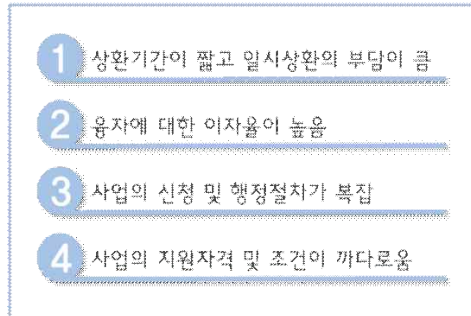 1 상환기간이 짧고 일시상환의 부담이 큼
2 융자에 대한 이자율이 높음
3 사업의 신청 및 행정절차가 복잡
4 사업의 지원자격 및 조건이 까다로움